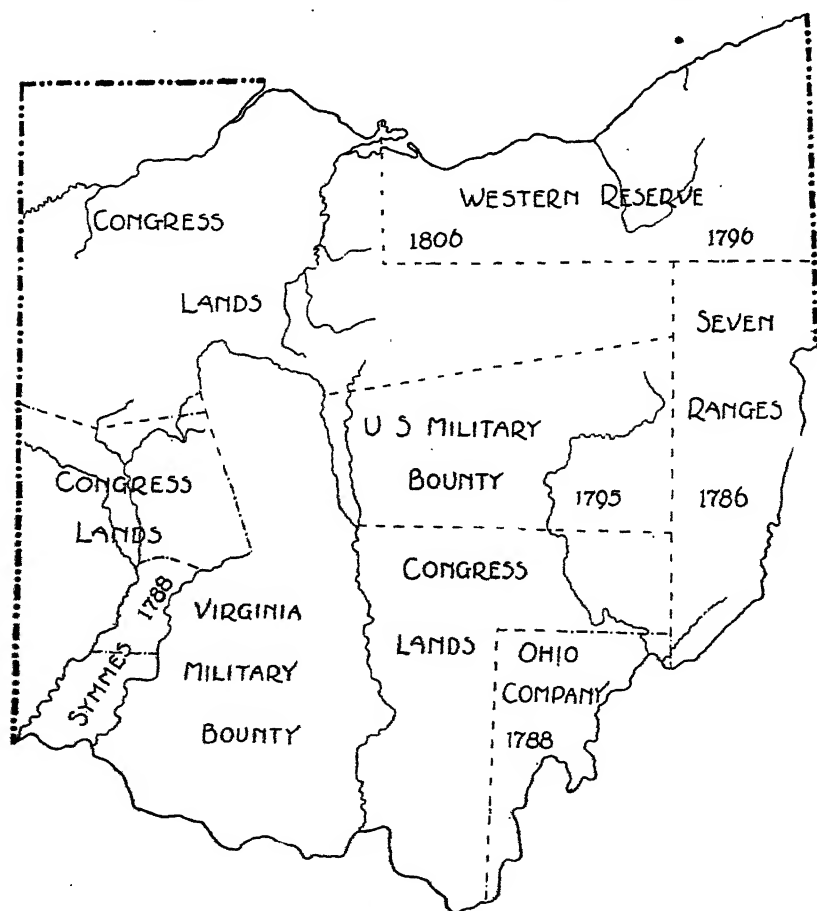 WESTERN RESERVE
1806
1796
CONGRESS
LANDS
SEVEN
RANGES
1786
U S MILITARY
BOUNTY
1795
CONGRESS
LANDS
CONGRESS
LANDS
OHIO
COMPANY
1788
VIRGINIA
MILITARY
BOUNTY
SYMMES
1788